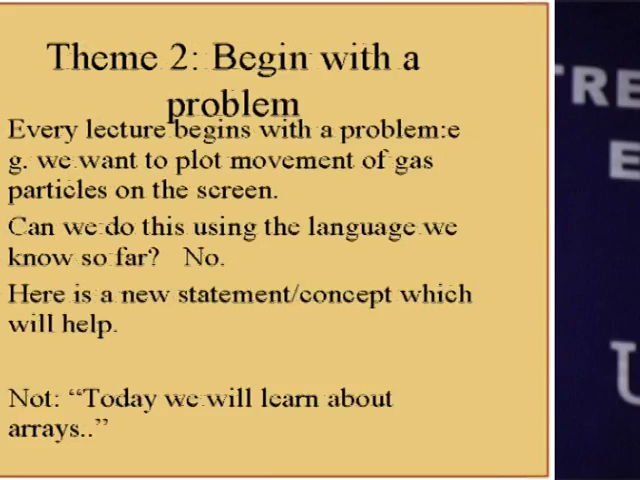 Theme 2: Begin with a
problem
Every lecture begins with a problem:e
g. we want to plot movement of gas
particles on the screen.
Can we do this using the language we
know so far? No.
Here is a new statement/concept which
will help.
Not: “Today we will learn about
arrays..”
TRE
E
U